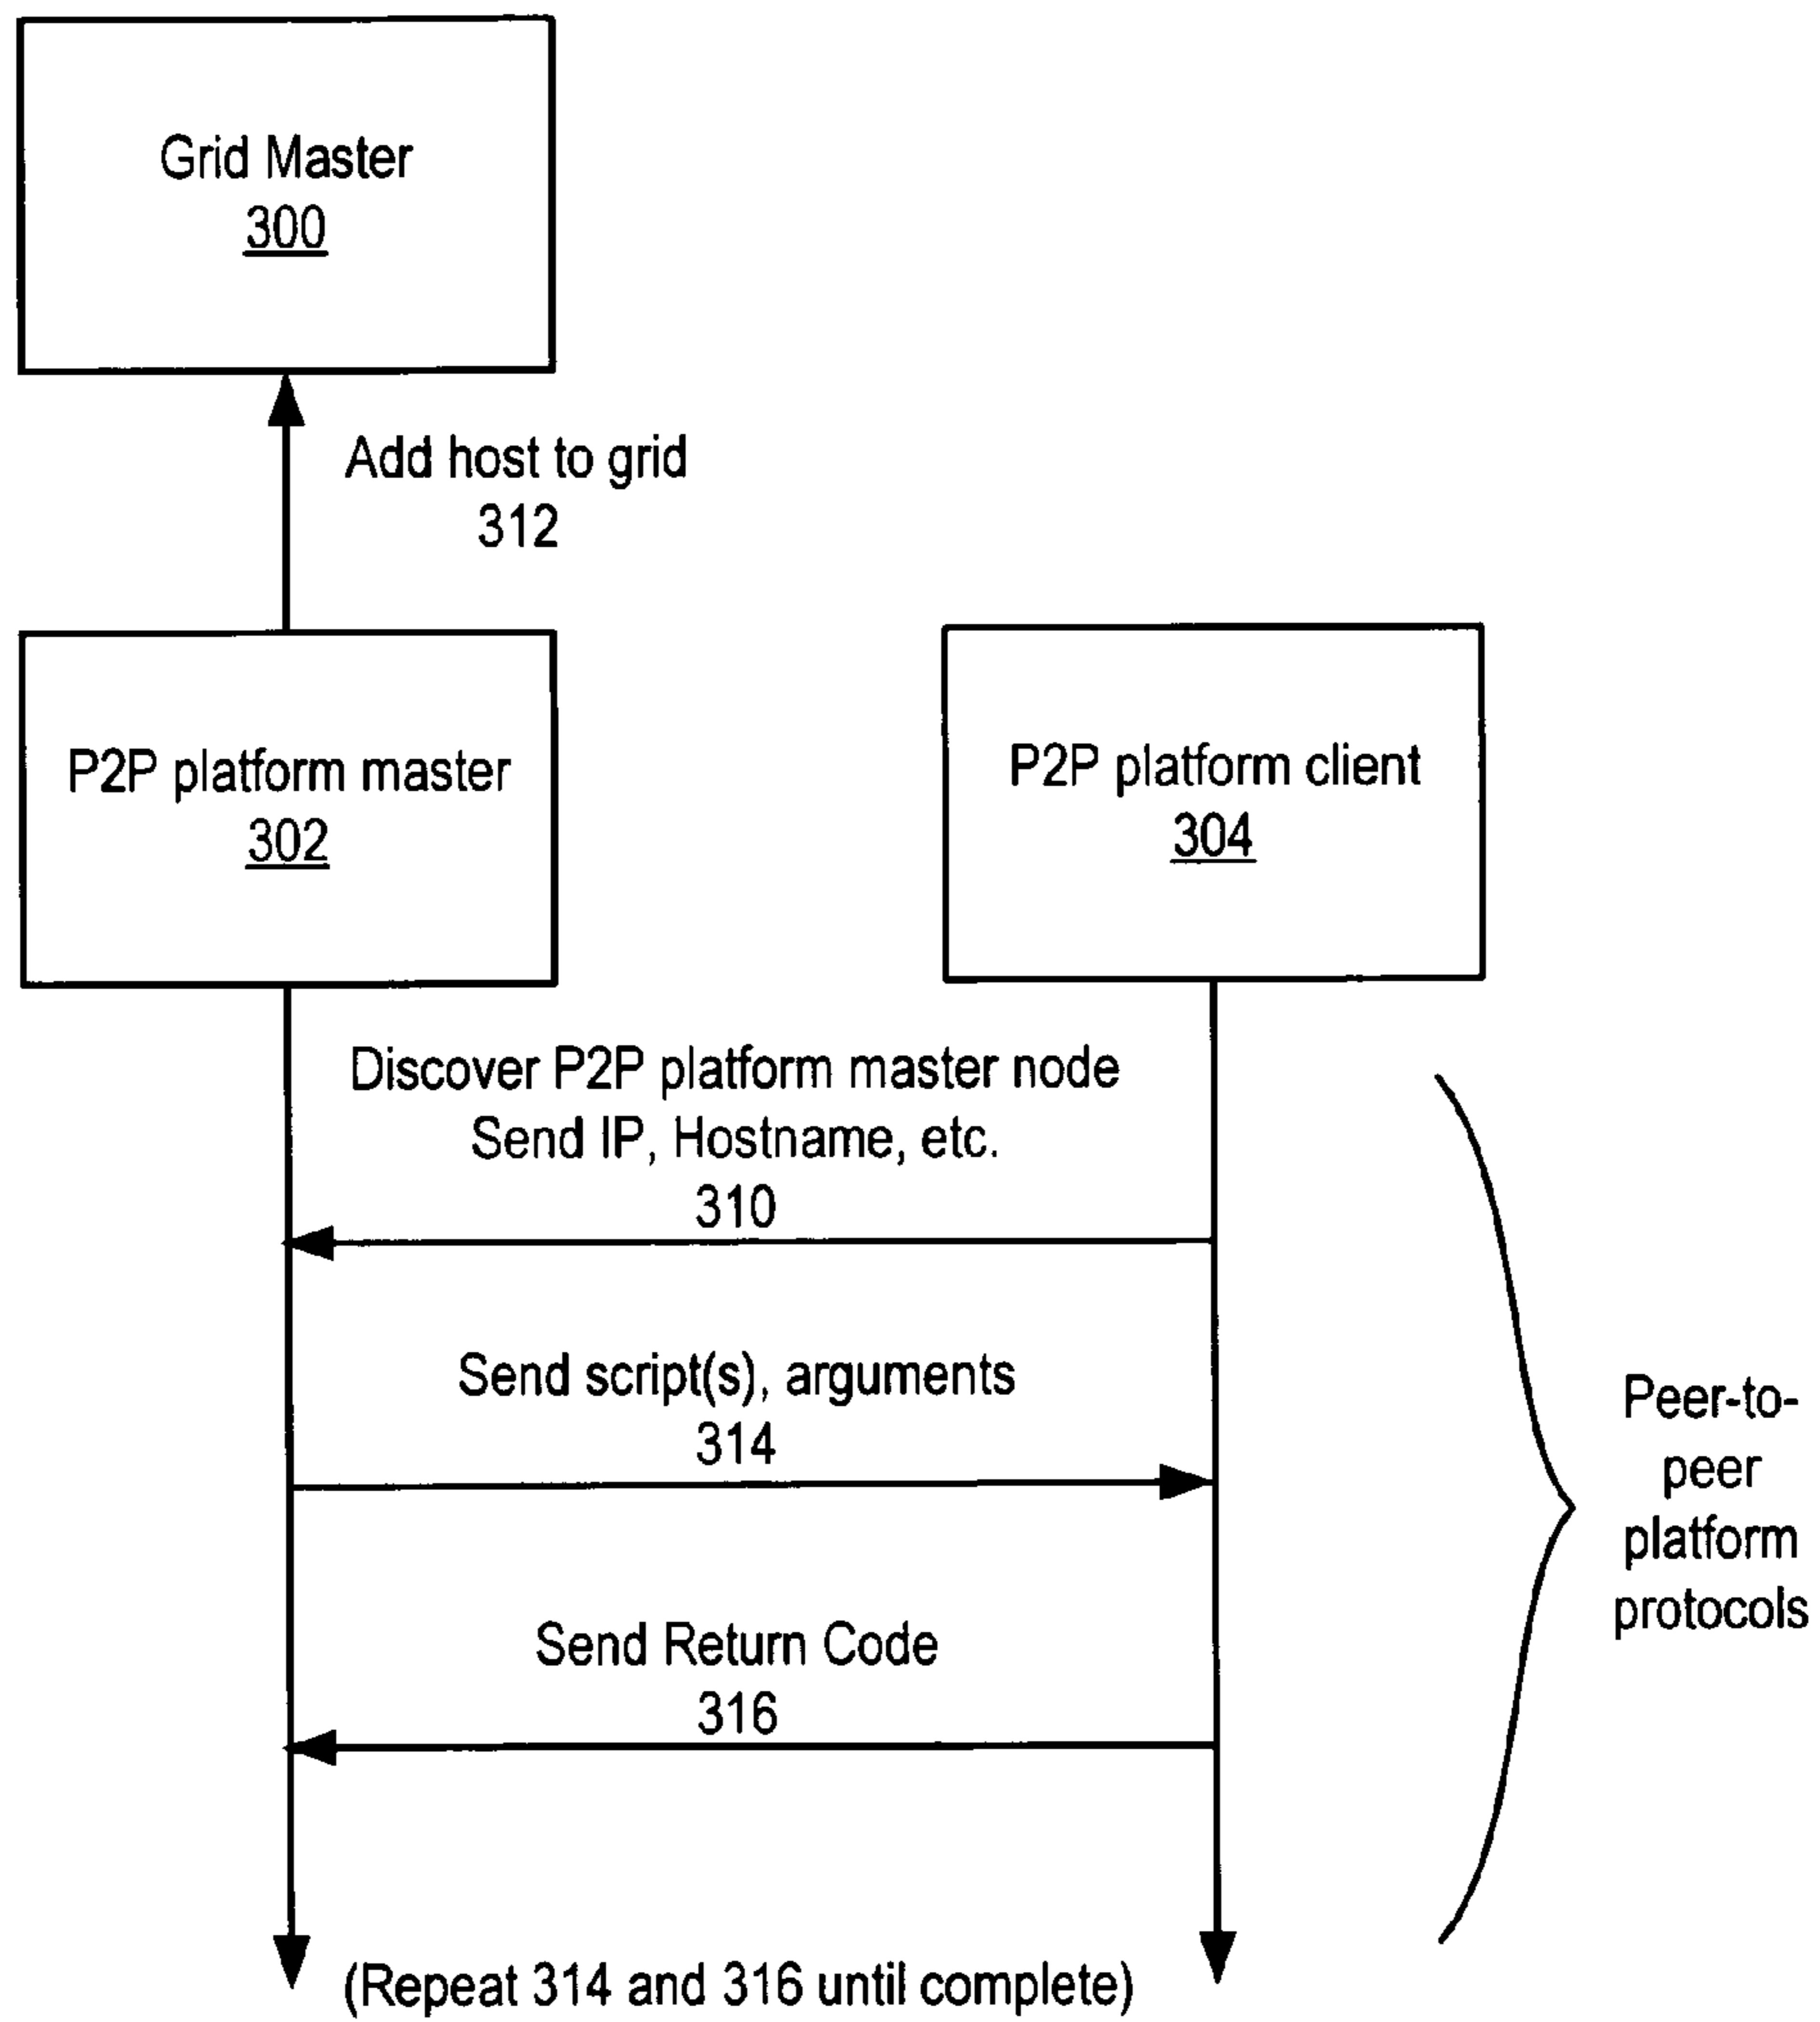 Grid Master
300
Add host to grid
312
P2P platform master
302
P2P platform client
304
Discover P2P platform master node
Send IP, Hostname, etc.
310
Send script(s), arguments
314
Send Return Code
316
(Repeat 314 and 316 until complete)
Peer-to-
peer
platform
protocols